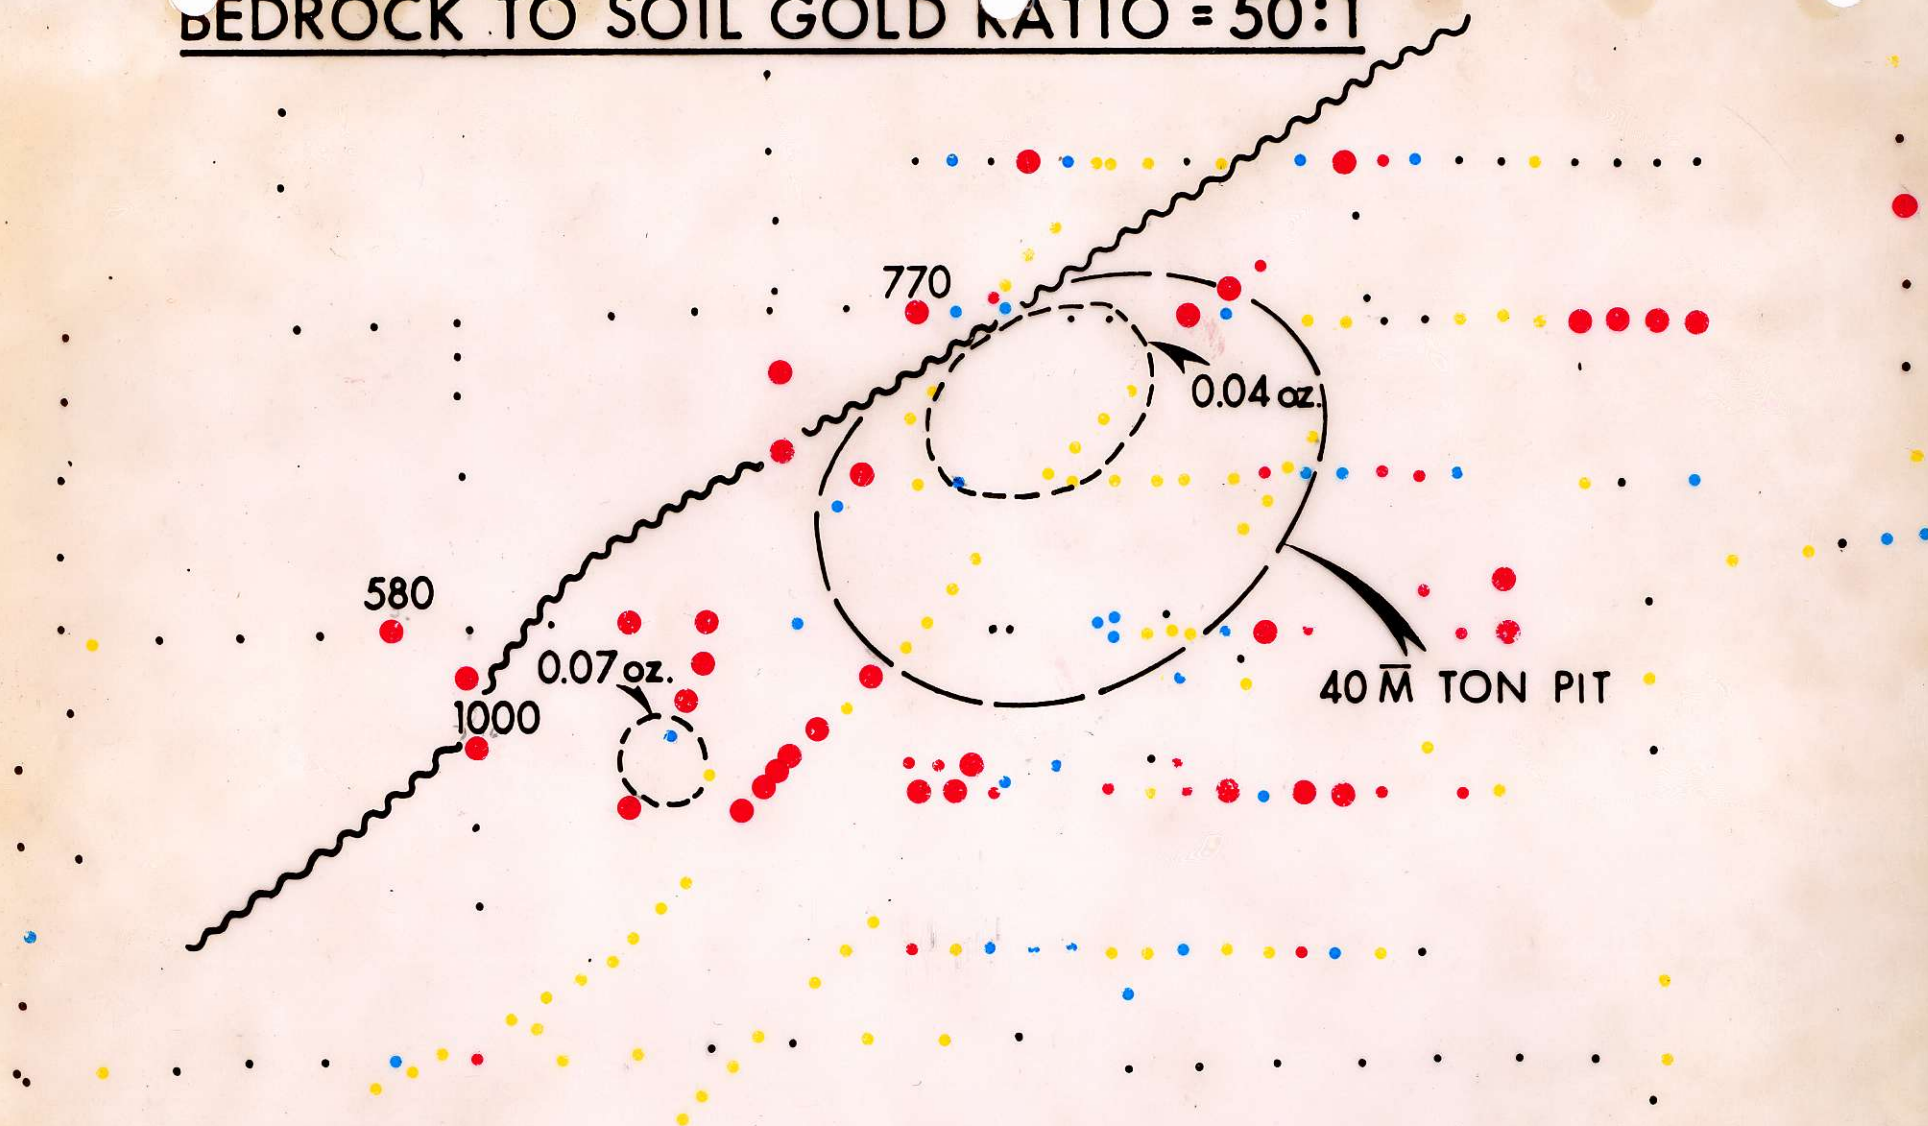 BEDROCK TO SOIL GOLD RATIO = 50:1
770
0.04 oz.
580
0.07 oz.
1000
40 M̅ TON PIT